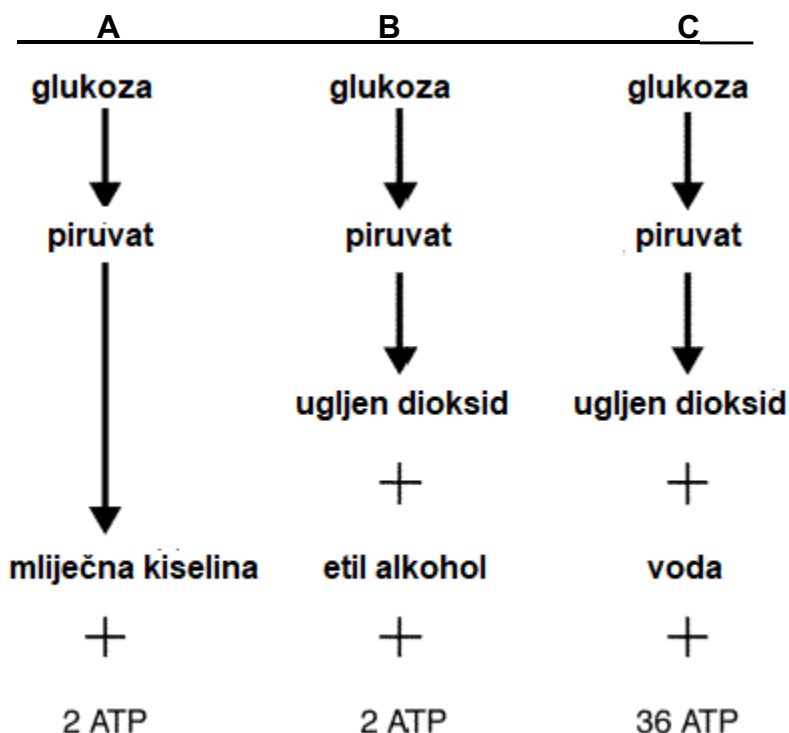 A B C
glukoza glukoza glukoza
piruvat piruvat piruvat
ugljen dioksid ugljen dioksid
+ +
mliječna kiselina etil alkohol voda
+ + +
2 ATP 2 ATP 36 ATP